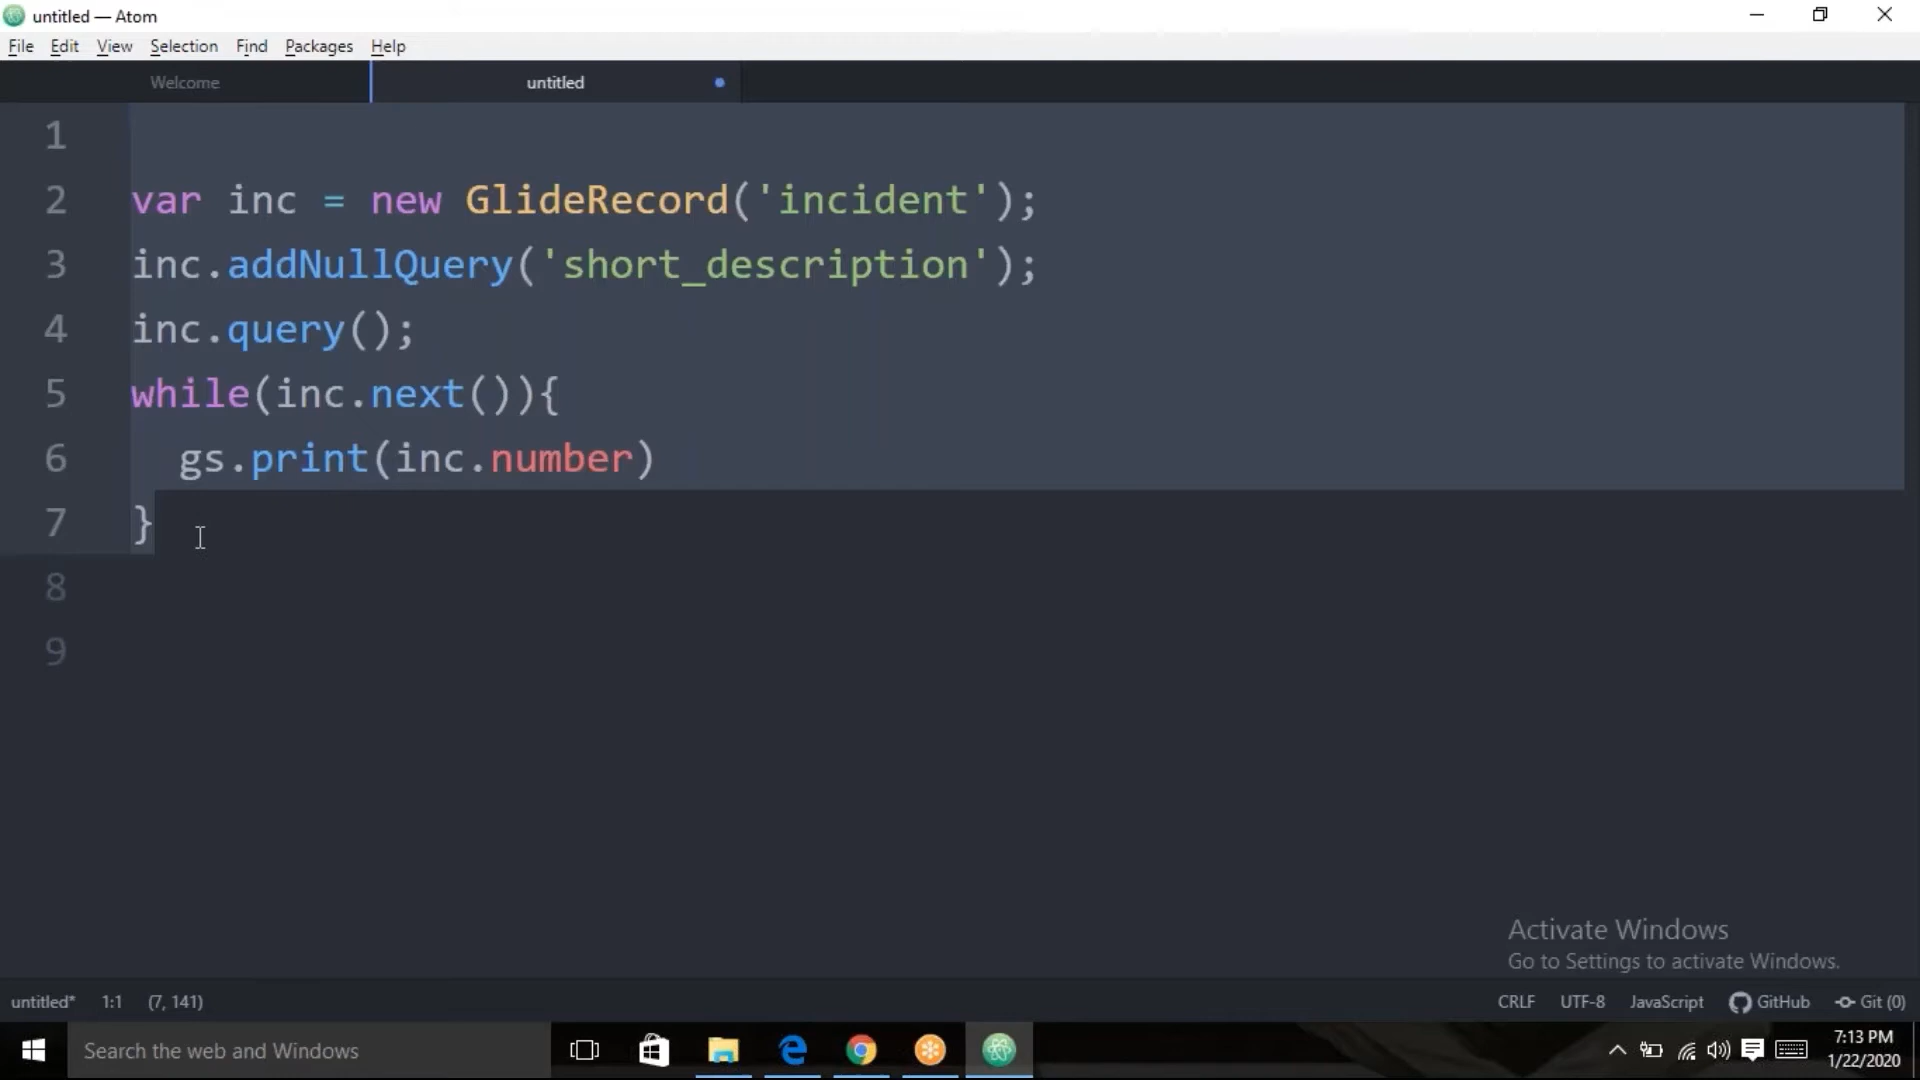 untitled — Atom
File Edit View Selection Find Packages Help
Welcome untitled
1
2 var inc = new GlideRecord('incident');
3 inc.addNullQuery('short_description');
4 inc.query();
5 while(inc.next()){
6 gs.print(inc.number)
7 }
8
9
Activate Windows
Go to Settings to activate Windows.
untitled* 1:1 (7, 141) CRLF UTF-8 JavaScript GitHub Git (0)
Search the web and Windows
7:13 PM
1/22/2020